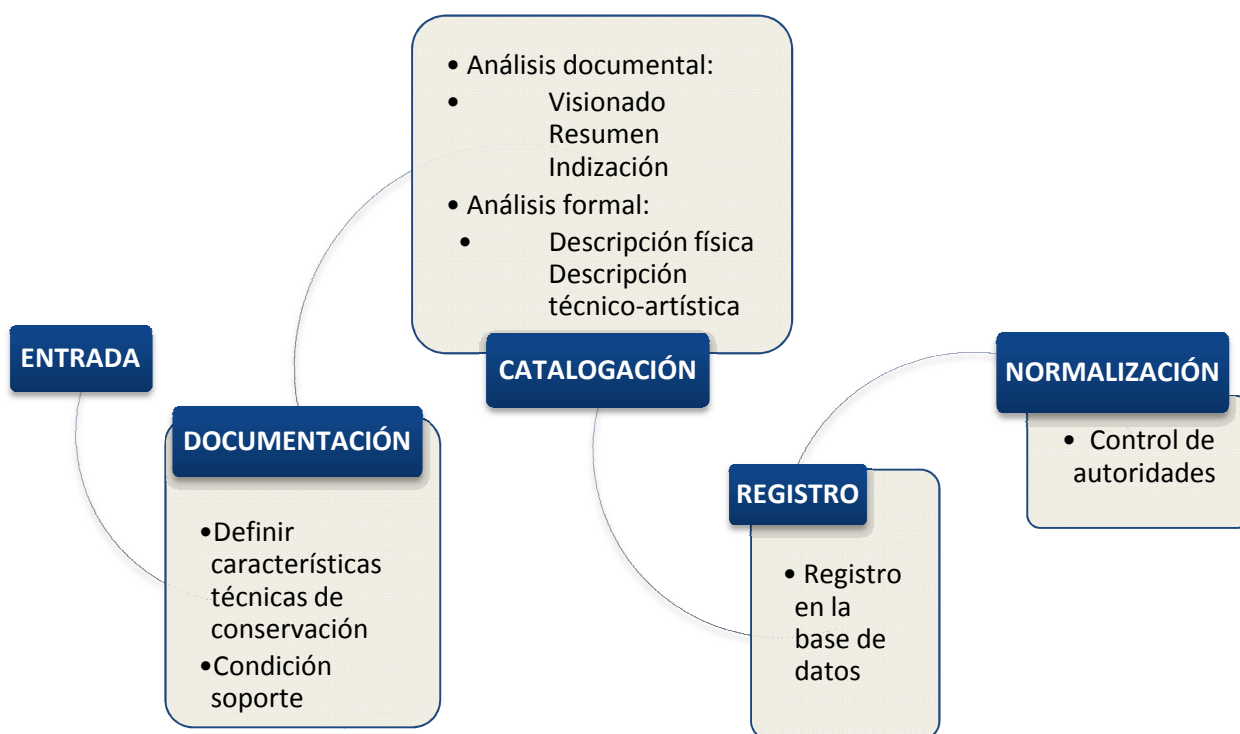 ENTRADA
DOCUMENTACIÓN
•Definir
características
técnicas de
conservación
•Condición
soporte
• Análisis documental:
• Visionado
Resumen
Indización
• Análisis formal:
• Descripción física
Descripción
técnico-artística
CATALOGACIÓN
REGISTRO
• Registro
en la
base de
datos
NORMALIZACIÓN
• Control de
autoridades